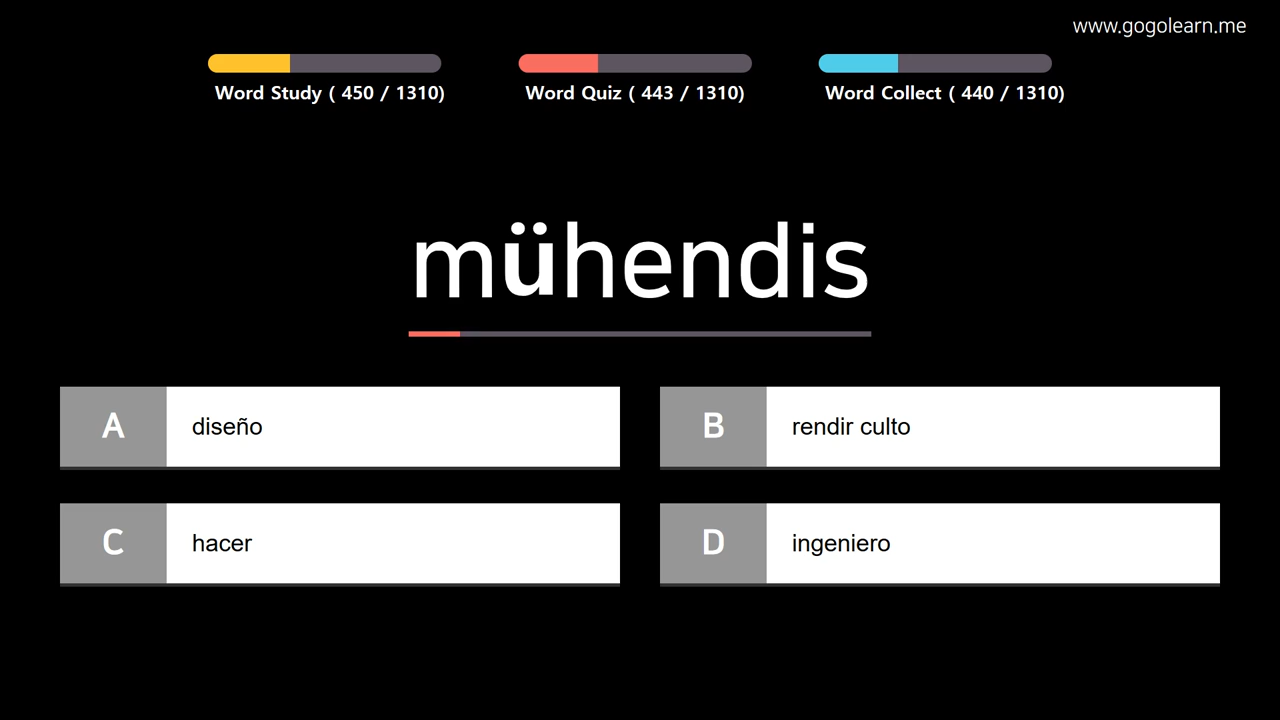 www.gogolearn.me
Word Study ( 450 / 1310)
Word Quiz ( 443 / 1310)
Word Collect ( 440 / 1310)
mühendis
A diseño
B rendir culto
C hacer
D ingeniero